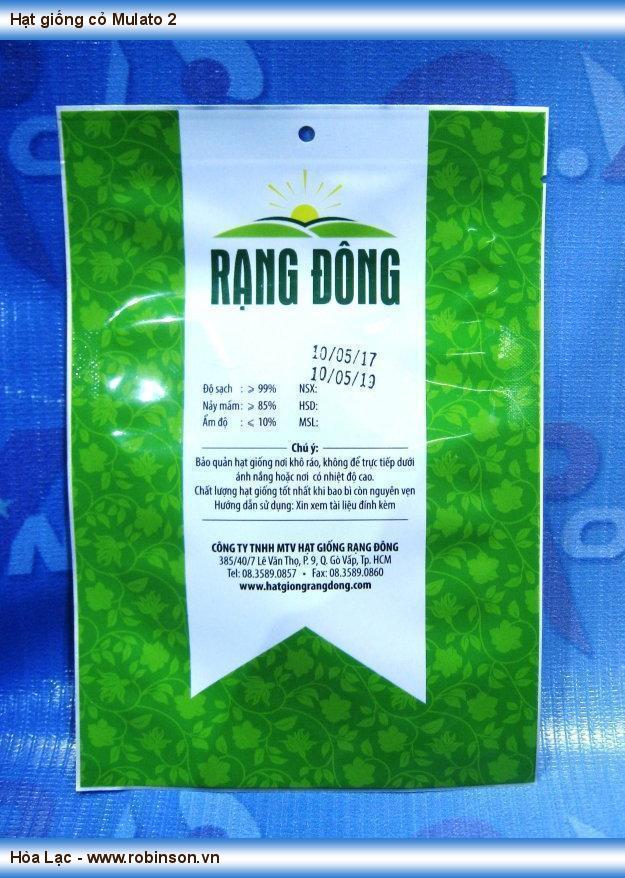 Hạt giống cỏ Mulato 2
RẠNG ĐÔNG
10/05/17
10/05/19
Độ sạch : ⩾ 99% NSX:
Nảy mầm : ⩾ 85% HSD:
Ẩm độ : ⩽ 10% MSL:
Chú ý:
Bảo quản hạt giống nơi khô ráo, không để trực tiếp dưới
ánh nắng hoặc nơi có nhiệt độ cao.
Chất lượng hạt giống tốt nhất khi bao bì còn nguyên vẹn
Hướng dẫn sử dụng: Xin xem tài liệu đính kèm
CÔNG TY TNHH MTV HẠT GIỐNG RẠNG ĐÔNG
385/40/7 Lê Văn Thọ, P. 9, Q. Gò Vấp, Tp. HCM
Tel: 08.3589.0857 • Fax: 08.3589.0860
www.hatgiongrangdong.com
Hòa Lạc - www.robinson.vn